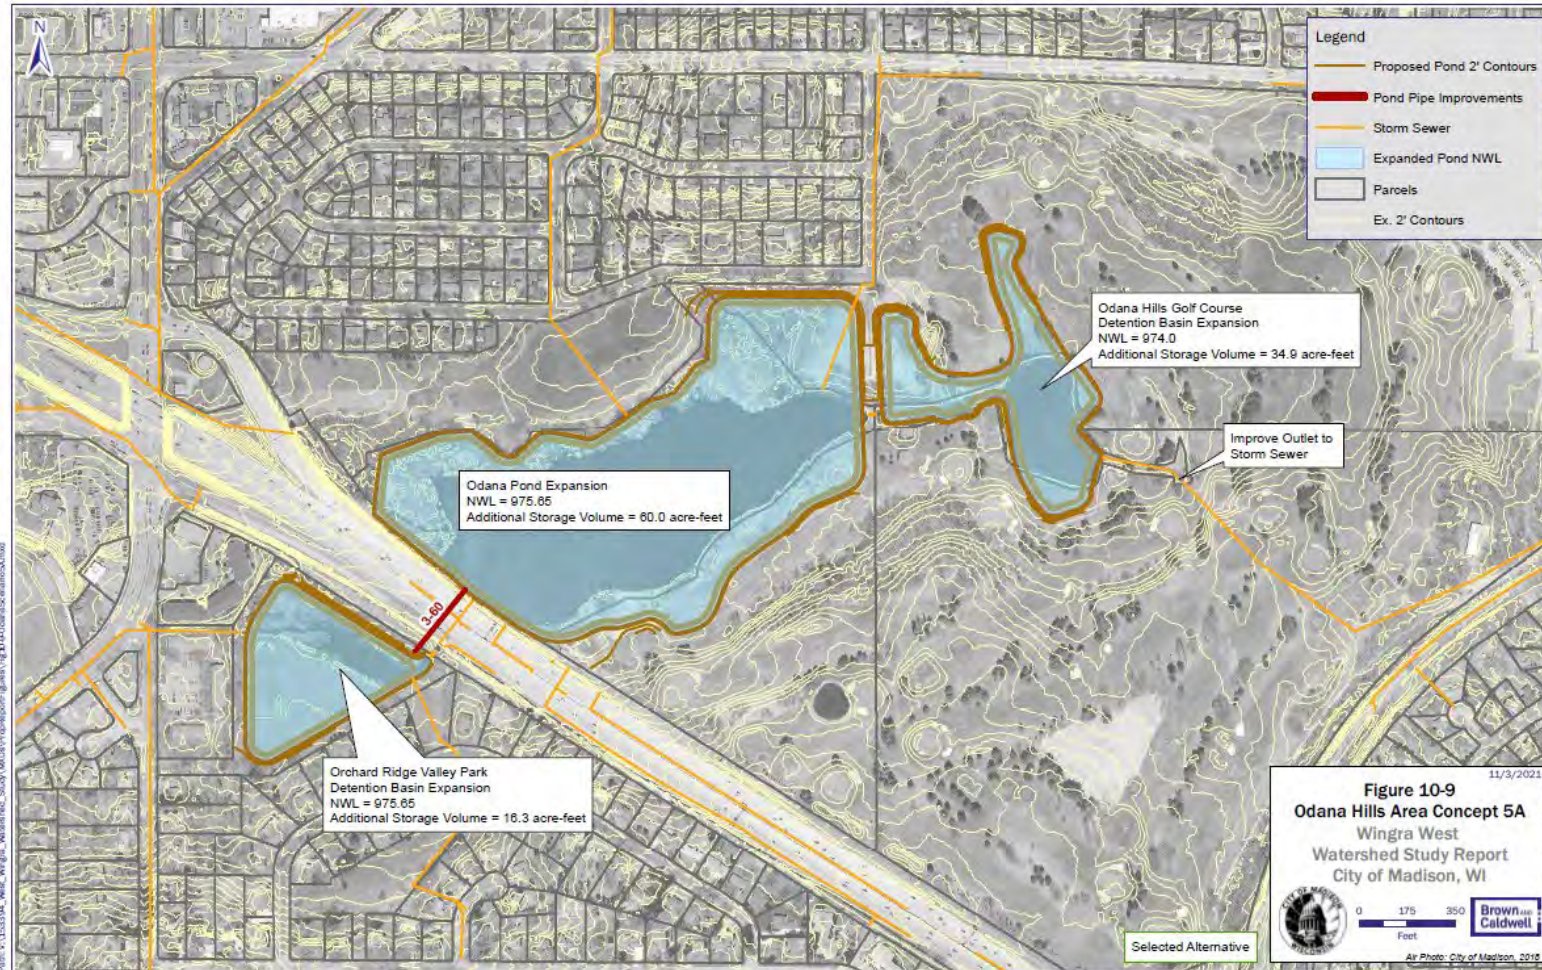 N
Legend
Proposed Pond 2' Contours
Pond Pipe Improvements
Storm Sewer
Expanded Pond NWL
Parcels
Ex. 2' Contours
Odana Hills Golf Course
Detention Basin Expansion
NWL = 974.0
Additional Storage Volume = 34.9 acre-feet
Improve Outlet to
Storm Sewer
Odana Pond Expansion
NWL = 975.65
Additional Storage Volume = 60.0 acre-feet
3-60
Orchard Ridge Valley Park
Detention Basin Expansion
NWL = 975.65
Additional Storage Volume = 16.3 acre-feet
11/3/2021
Figure 10-9
Odana Hills Area Concept 5A
Wingra West
Watershed Study Report
City of Madison, WI
CITY OF MADISON
WISCONSIN
0 175 350
Feet
Brown AND
Caldwell
Selected Alternative
Air Photo: City of Madison, 2018